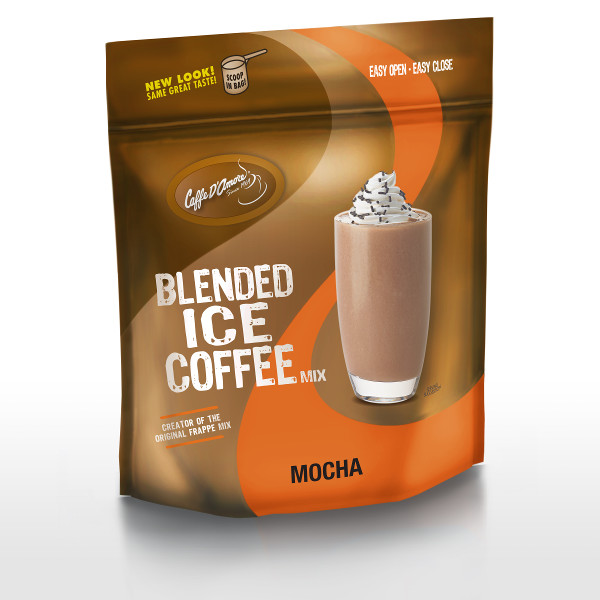 NEW LOOK!
SAME GREAT TASTE!
SCOOP
IN BAG!
EASY OPEN - EASY CLOSE
Caffe D'Amore
BLENDED
ICE
COFFEE MIX
CREATOR OF THE
ORIGINAL FRAPPE MIX
MOCHA